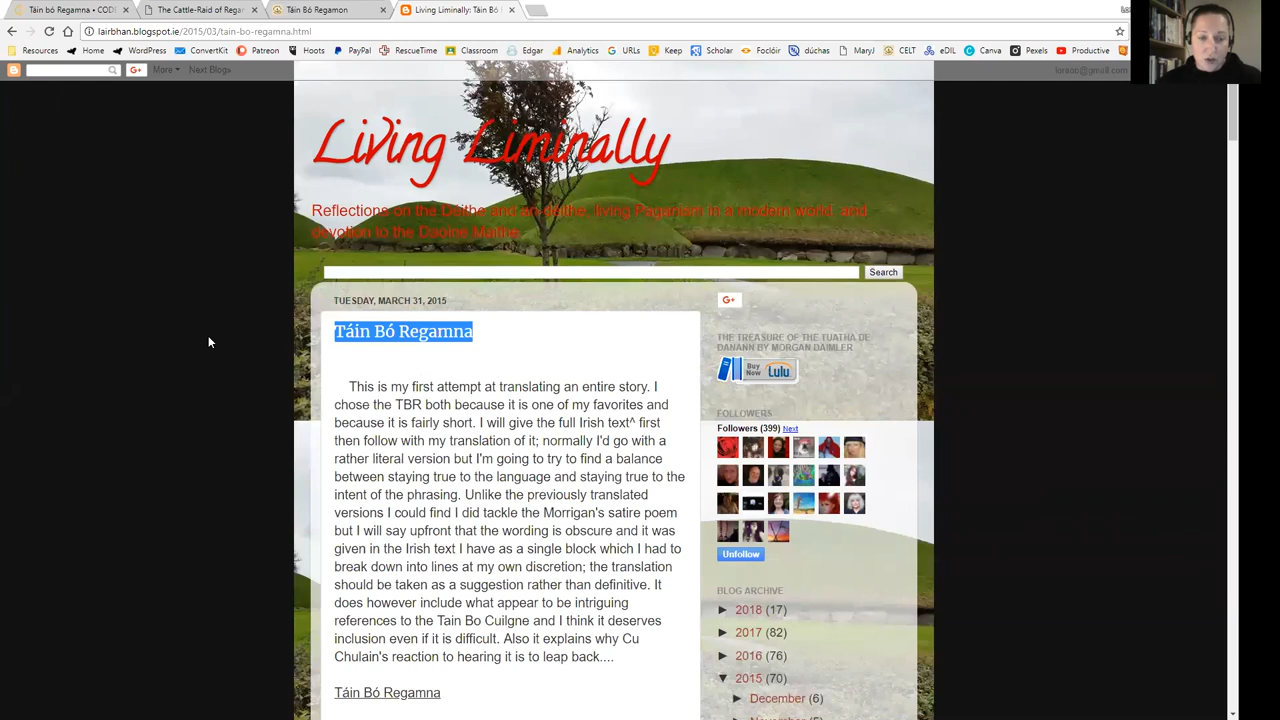 Táin bó Regamna • COD
The Cattle-Raid of Regar
Táin Bó Regamon
Living Liminally: Táin Bó
lairbhan.blogspot.ie/2015/03/tain-bo-regamna.html
Resources Home WordPress ConvertKit Patreon Hoots PayPal RescueTime Classroom Edgar Analytics URLs Keep Scholar Foclóir dúchas MaryJ CELT eDIL Canva Pexels Productive
G+ More Next Blog»
Living Liminally
Reflections on the Déithe and an-deithe, living Paganism in a modern world, and
devotion to the Daoine Maithe
Search
TUESDAY, MARCH 31, 2015
Táin Bó Regamna
This is my first attempt at translating an entire story. I
chose the TBR both because it is one of my favorites and
because it is fairly short. I will give the full Irish text^ first
then follow with my translation of it; normally I'd go with a
rather literal version but I'm going to try to find a balance
between staying true to the language and staying true to the
intent of the phrasing. Unlike the previously translated
versions I could find I did tackle the Morrigan's satire poem
but I will say upfront that the wording is obscure and it was
given in the Irish text I have as a single block which I had to
break down into lines at my own discretion; the translation
should be taken as a suggestion rather than definitive. It
does however include what appear to be intriguing
references to the Tain Bo Cuilgne and I think it deserves
inclusion even if it is difficult. Also it explains why Cu
Chulain's reaction to hearing it is to leap back....
Táin Bó Regamna
G+
THE TREASURE OF THE TUATHA DE
DANANN BY MORGAN DAIMLER
Buy
Now
Lulu
FOLLOWERS
Followers (399) Next
Unfollow
BLOG ARCHIVE
► 2018 (17)
► 2017 (82)
► 2016 (76)
▼ 2015 (70)
► December (6)